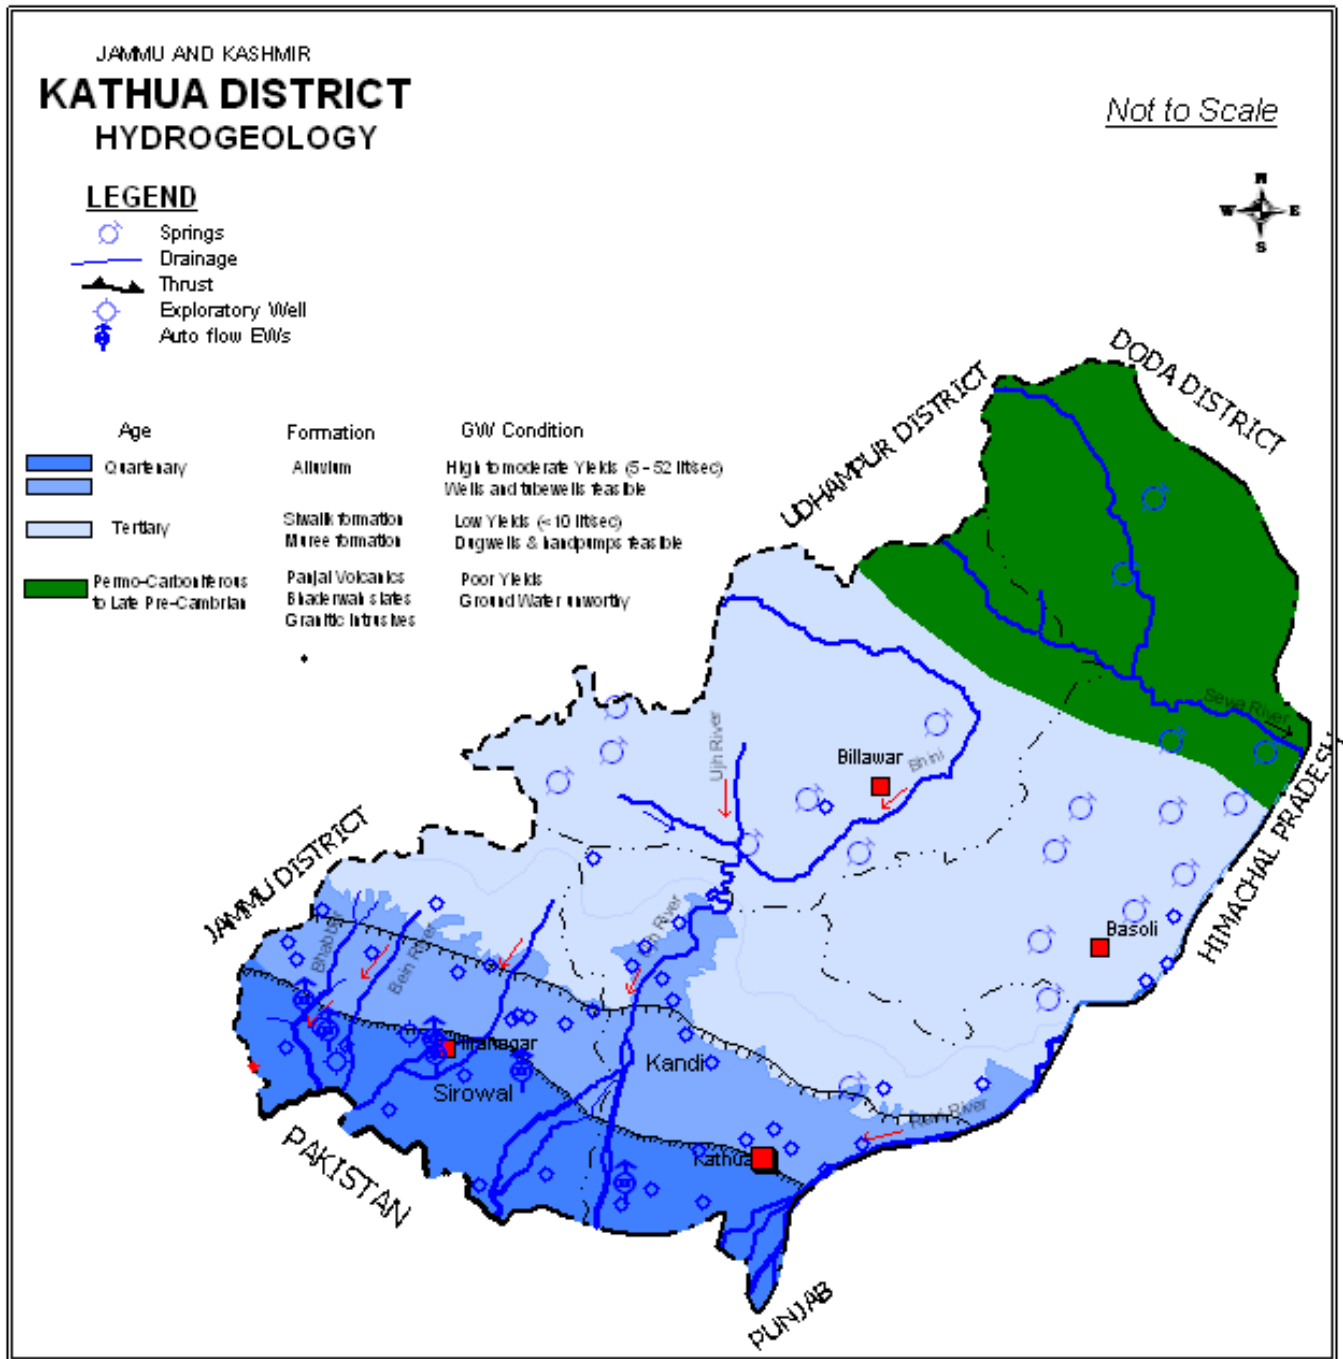 JAMMU AND KASHMIR
KATHUA DISTRICT
HYDROGEOLOGY
Not to Scale
N
W E
S
LEGEND
Springs
Drainage
Thrust
Exploratory Well
Auto flow EWs
Age Formation GW Condition
Quartenary Alluvium High to moderate Yields (5 - 52 lit/sec)
Wells and tubewells feasible
Tertiary Siwalik formation Low Yields (<10 lit/sec)
Muree formation Dugwells & handpumps feasible
Permo-Carboniferous Panjal Volcanics Poor Yields
to Late Pre-Cambrian Bhaderwah slates Ground Water unworthy
Granitic Intrusives
DODA DISTRICT
UDHAMPUR DISTRICT
Sewa River
Ujh River
Billawar
Bhini
HIMACHAL PRADESH
JAMMU DISTRICT
Basoli
Ujh River
Bein River
Hiranagar
Kandi
Sirowal
Ravi River
Kathua
PAKISTAN
PUNJAB